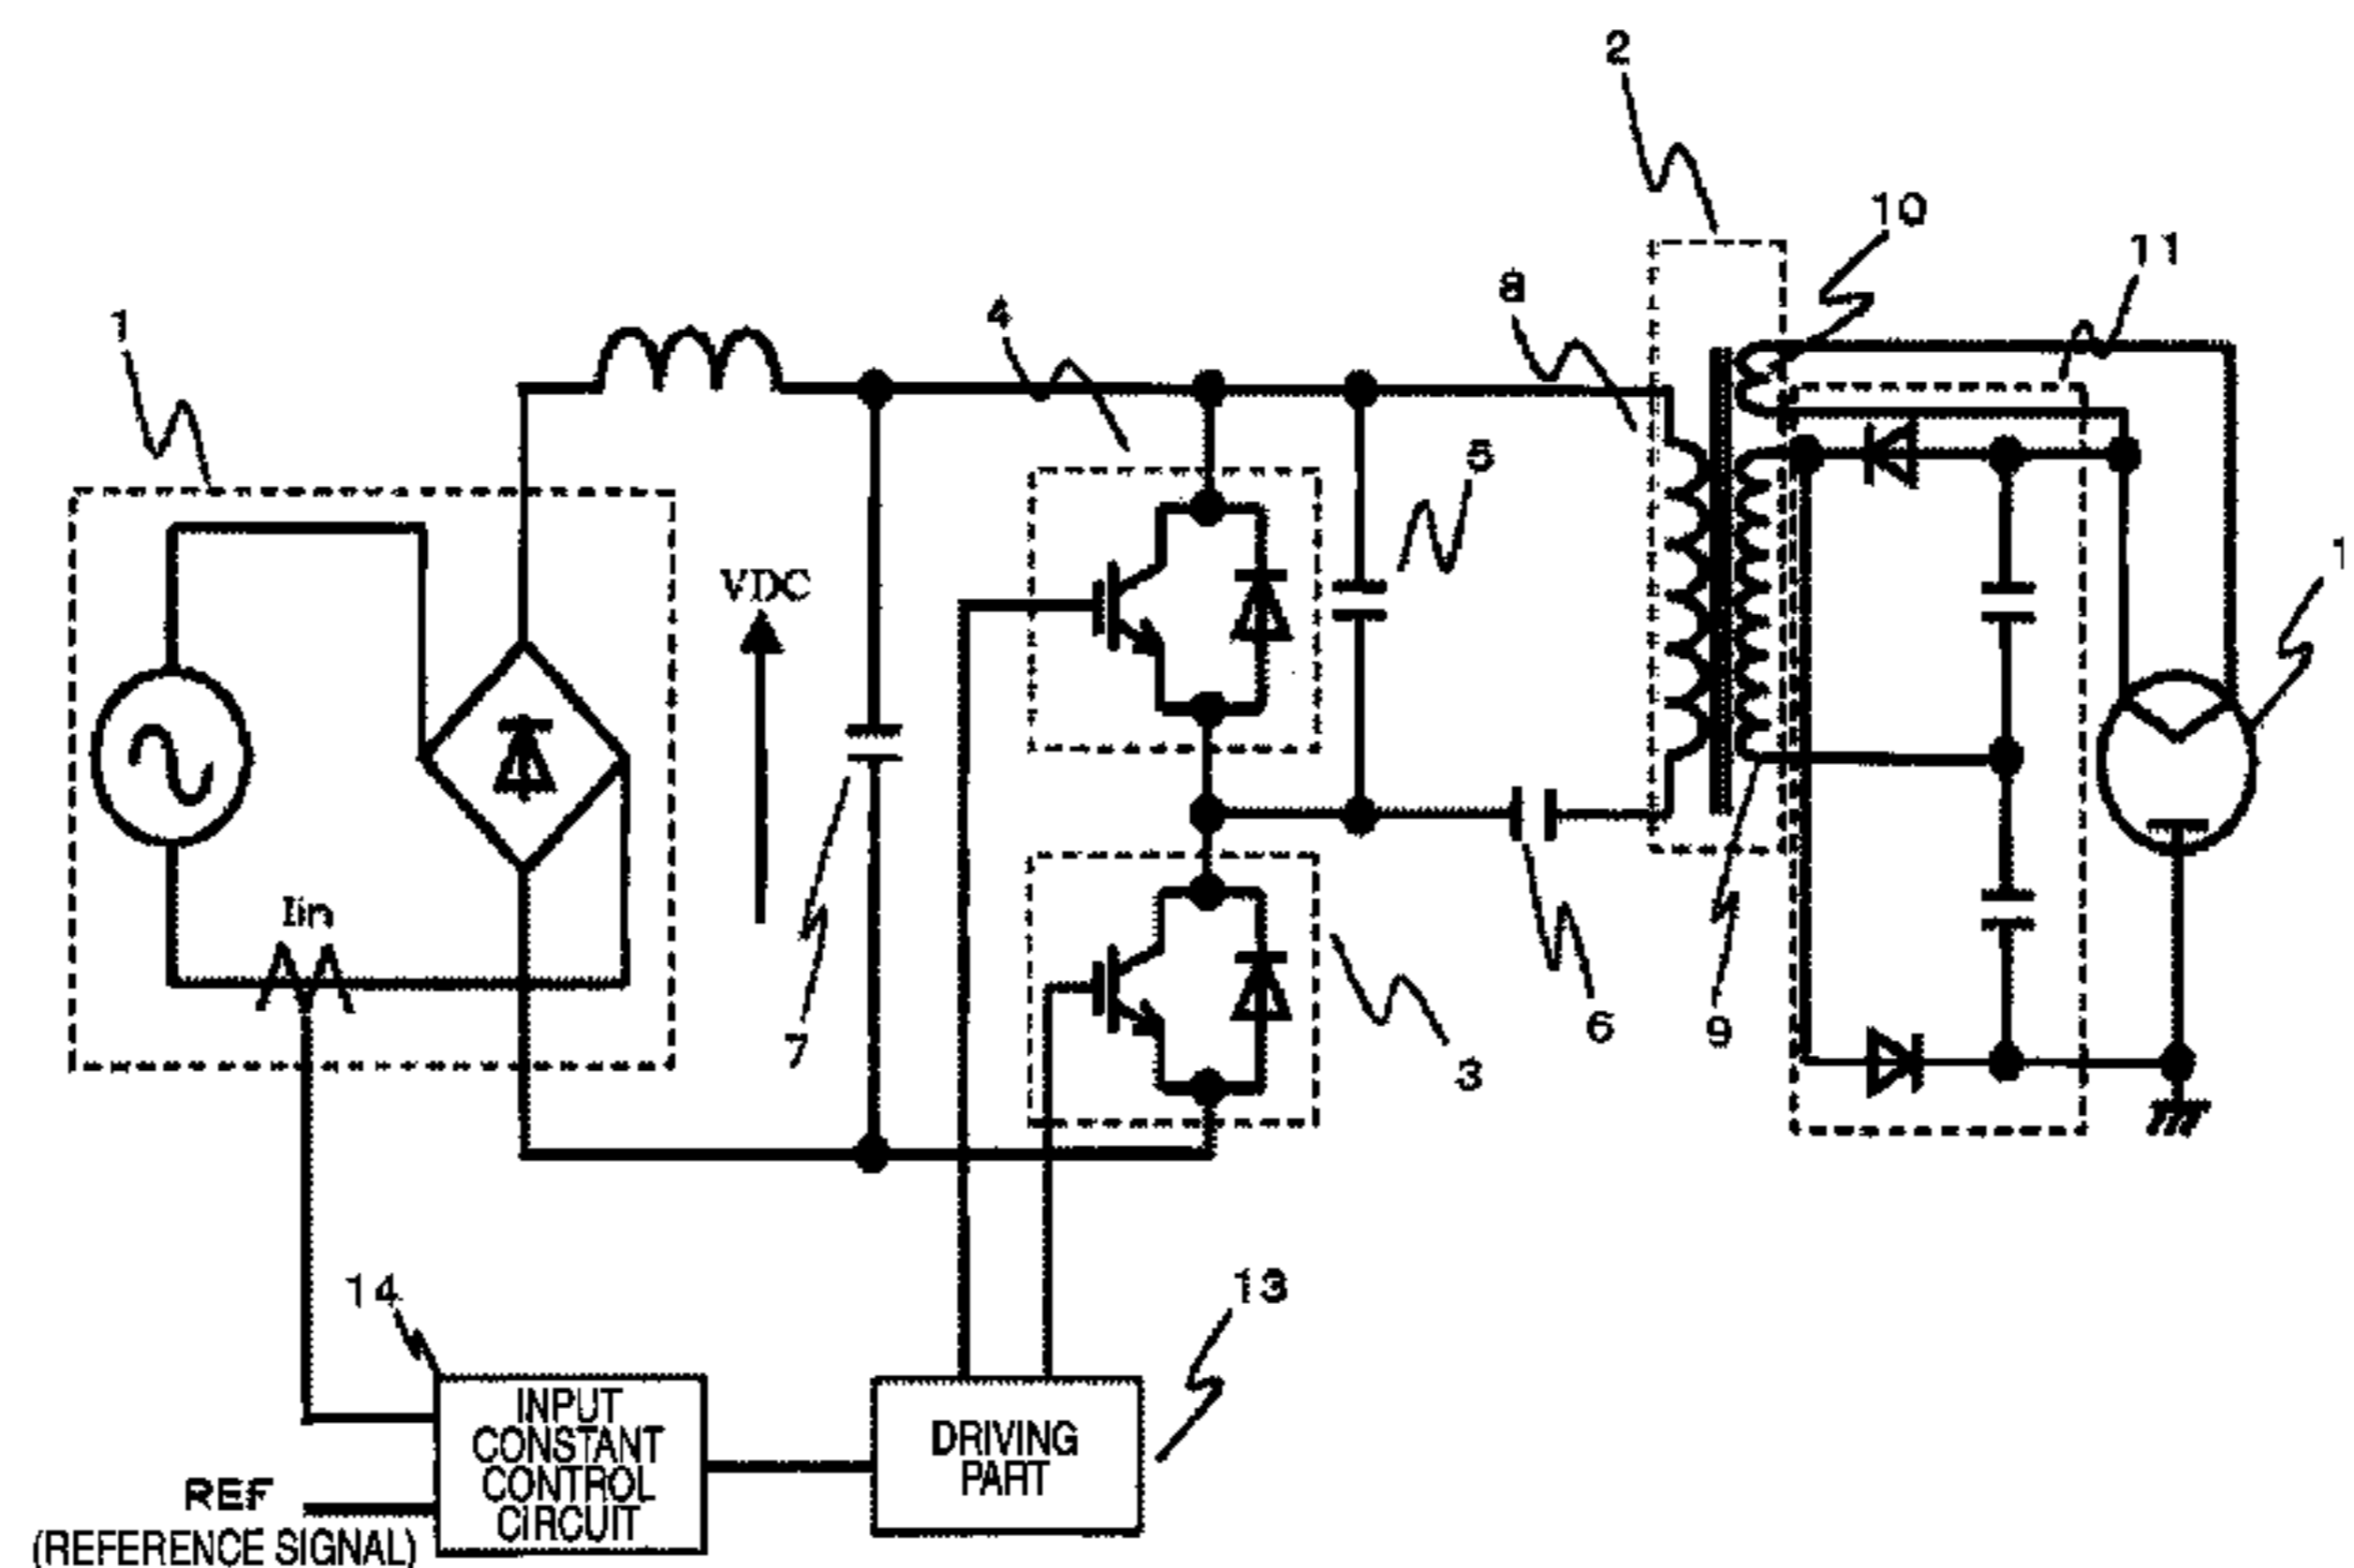 2
10
11
1
4
8
5
VDC
1
Iin
7
9
6
3
14
13
INPUT
CONSTANT
CONTROL
CIRCUIT
DRIVING
PART
REF
(REFERENCE SIGNAL)